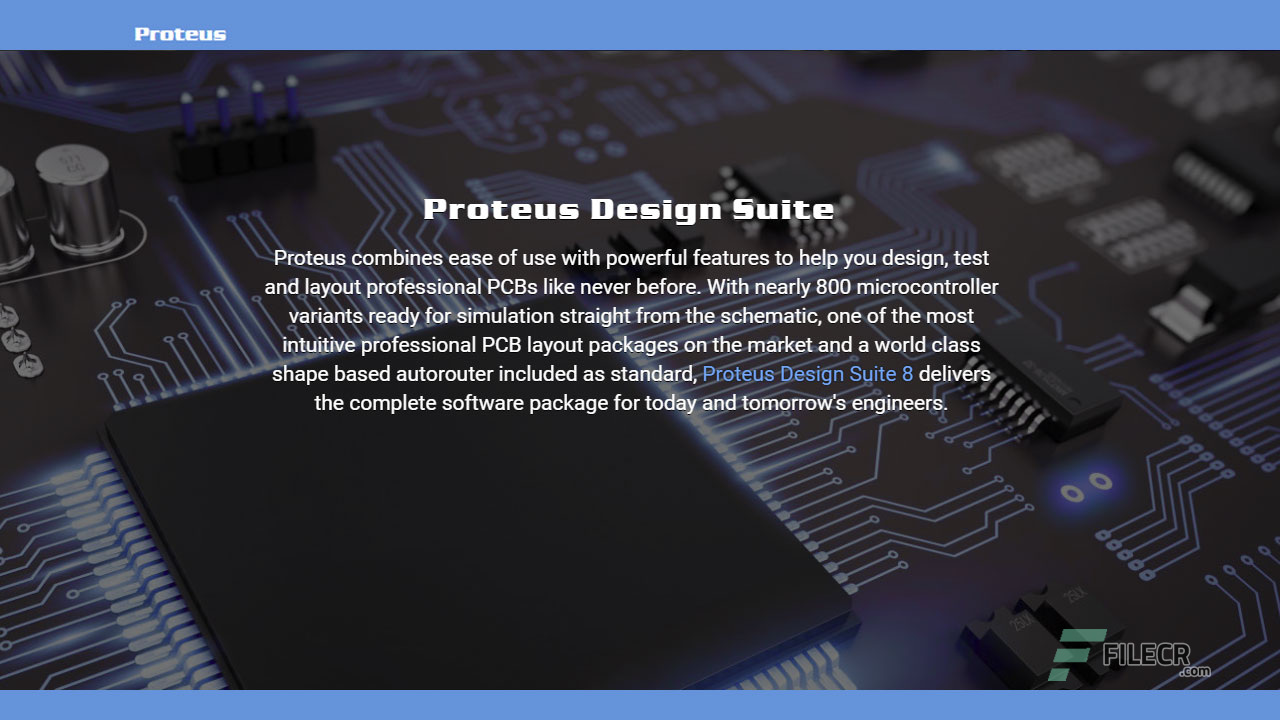 Proteus
Proteus Design Suite
Proteus combines ease of use with powerful features to help you design, test
and layout professional PCBs like never before. With nearly 800 microcontroller
variants ready for simulation straight from the schematic, one of the most
intuitive professional PCB layout packages on the market and a world class
shape based autorouter included as standard, Proteus Design Suite 8 delivers
the complete software package for today and tomorrow's engineers.
FILECR
.com